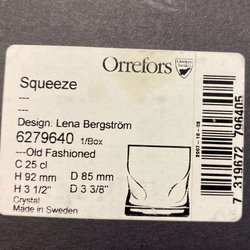 Orrefors
Squeeze
---
---
Design: Lena Bergström
6279640 1/Box
---Old Fashioned
C 25 cl
H 92 mm D 85 mm
H 3 1/2" D 3 3/8"
Crystal
Made in Sweden
7 319672 796405